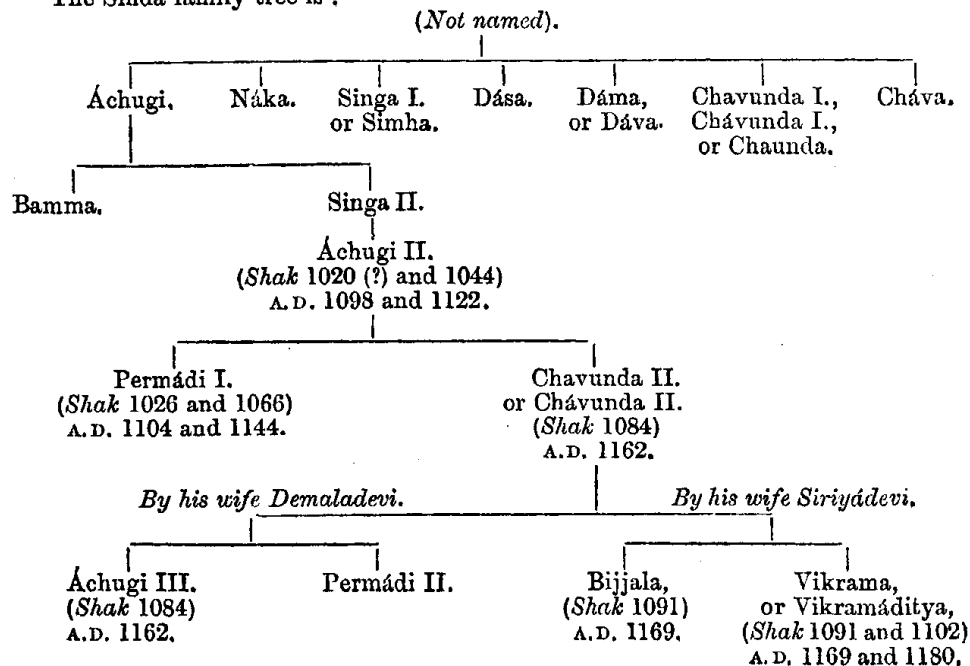 The Sinda family tree is :
(Not named).
Áchugi. Náka. Singa I. Dása. Dáma, Chavunda I., Cháva.
or Simha. or Dáva. Chávunda I.,
or Chaunda.
Bamma. Singa II.
Áchugi II.
(Shak 1020 (?) and 1044)
A.D. 1098 and 1122.
Permádi I. Chavunda II.
(Shak 1026 and 1066) or Chávunda II.
A.D. 1104 and 1144. (Shak 1084)
A.D. 1162.
By his wife Demaladevi. By his wife Siriyádevi.
Áchugi III. Permádi II. Bijjala, Vikrama,
(Shak 1084) (Shak 1091) or Vikramáditya,
A.D. 1162. A.D. 1169. (Shak 1091 and 1102)
A.D. 1169 and 1180.